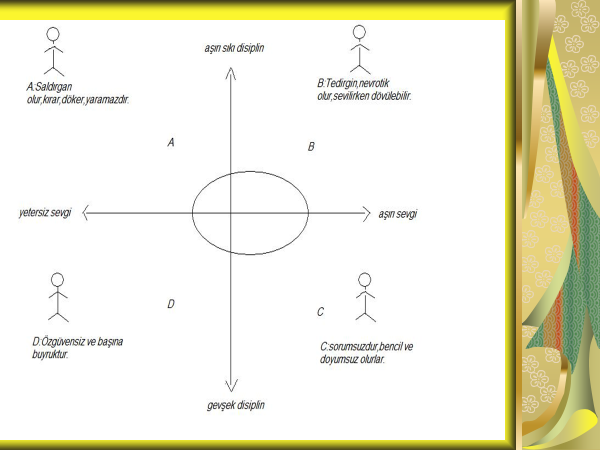 aşırı sıkı disiplin
A.Saldırgan
olur,kırar,döker,yaramazdır.
B:Tedirgin,nevrotik
olur,sevilirken dövülebilir.
A
B
yetersiz sevgi
aşırı sevgi
D
C
D:Özgüvensiz ve başına
buyruktur.
C:sorumsuzdur,bencil ve
doyumsuz olurlar.
gevşek disiplin